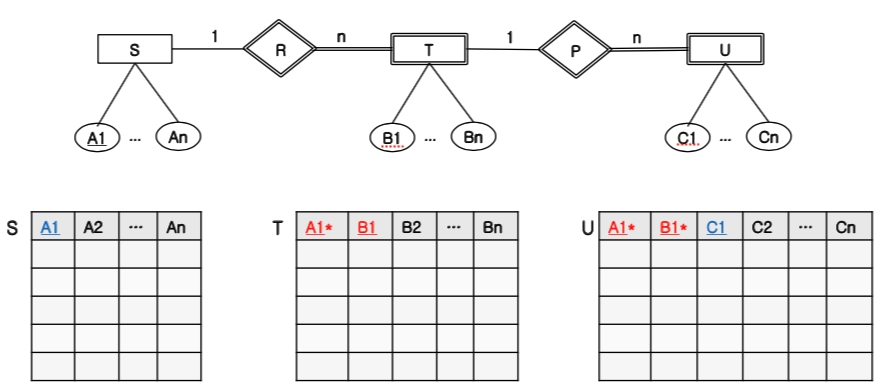 S 1 R n T 1 P n U
A1 ... An B1 ... Bn C1 ... Cn
S A1 A2 ... An
T A1* B1 B2 ... Bn
U A1* B1* C1 C2 ... Cn